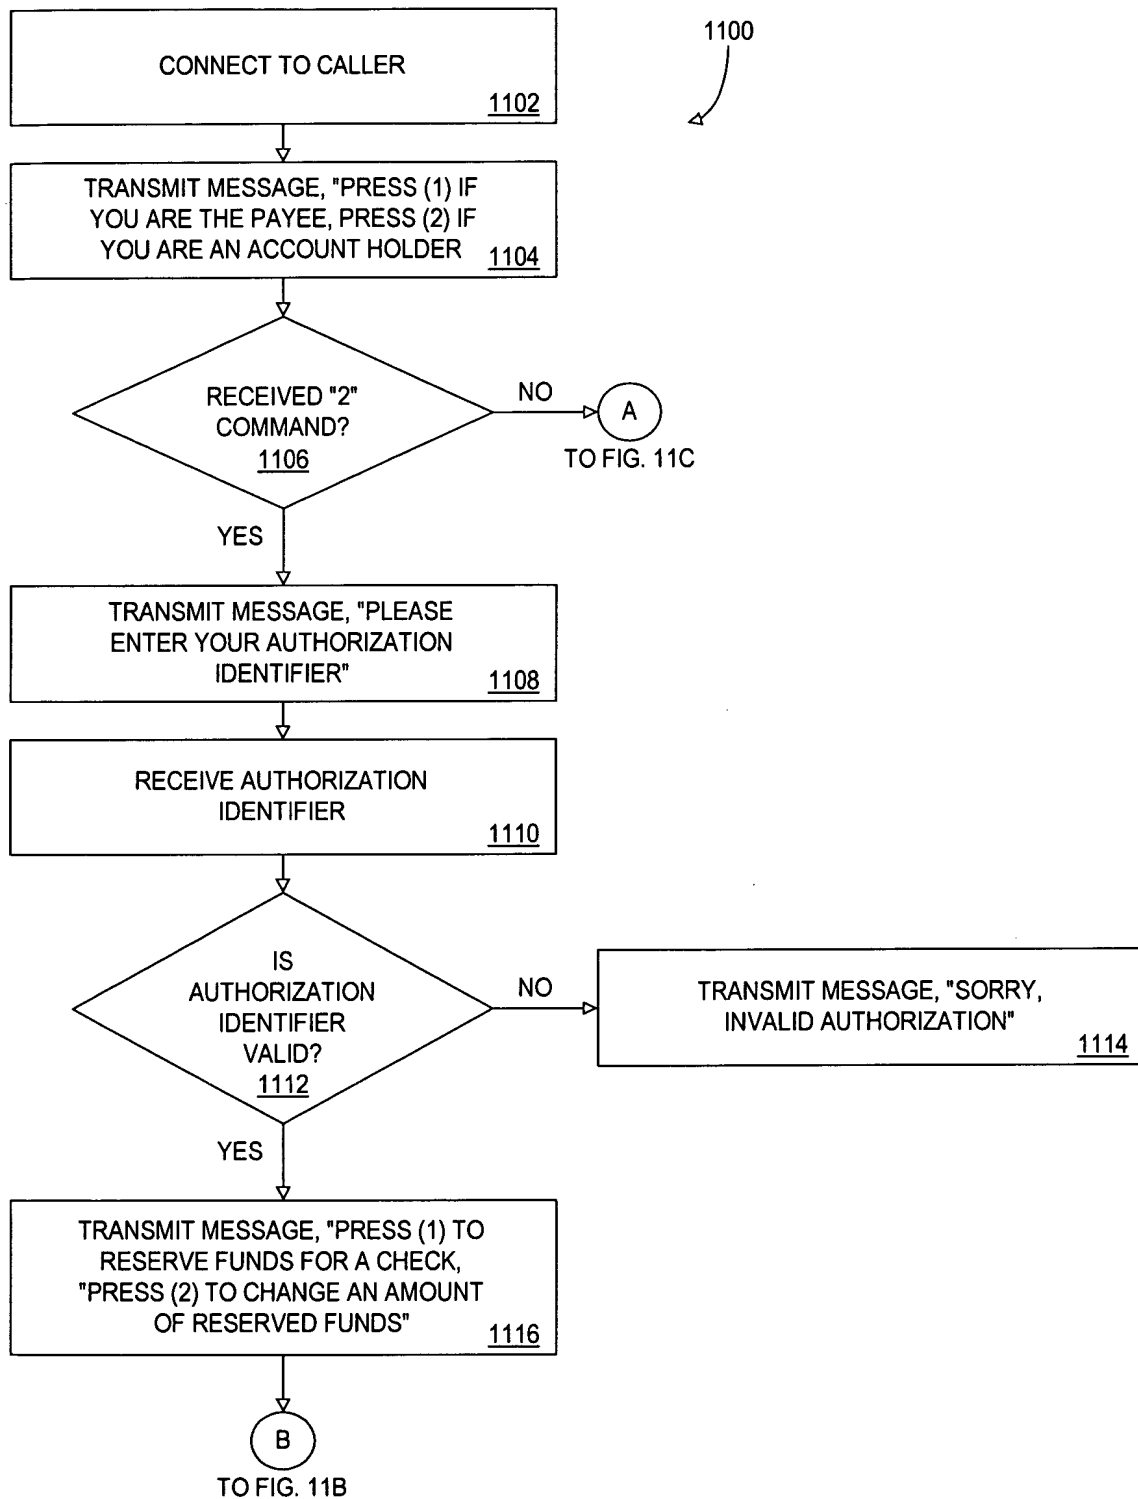 CONNECT TO CALLER
1102
1100
TRANSMIT MESSAGE, "PRESS (1) IF
YOU ARE THE PAYEE, PRESS (2) IF
YOU ARE AN ACCOUNT HOLDER
1104
RECEIVED "2"
COMMAND?
1106
NO
A
TO FIG. 11C
YES
TRANSMIT MESSAGE, "PLEASE
ENTER YOUR AUTHORIZATION
IDENTIFIER"
1108
RECEIVE AUTHORIZATION
IDENTIFIER
1110
IS
AUTHORIZATION
IDENTIFIER
VALID?
1112
NO
TRANSMIT MESSAGE, "SORRY,
INVALID AUTHORIZATION"
1114
YES
TRANSMIT MESSAGE, "PRESS (1) TO
RESERVE FUNDS FOR A CHECK,
"PRESS (2) TO CHANGE AN AMOUNT
OF RESERVED FUNDS"
1116
B
TO FIG. 11B